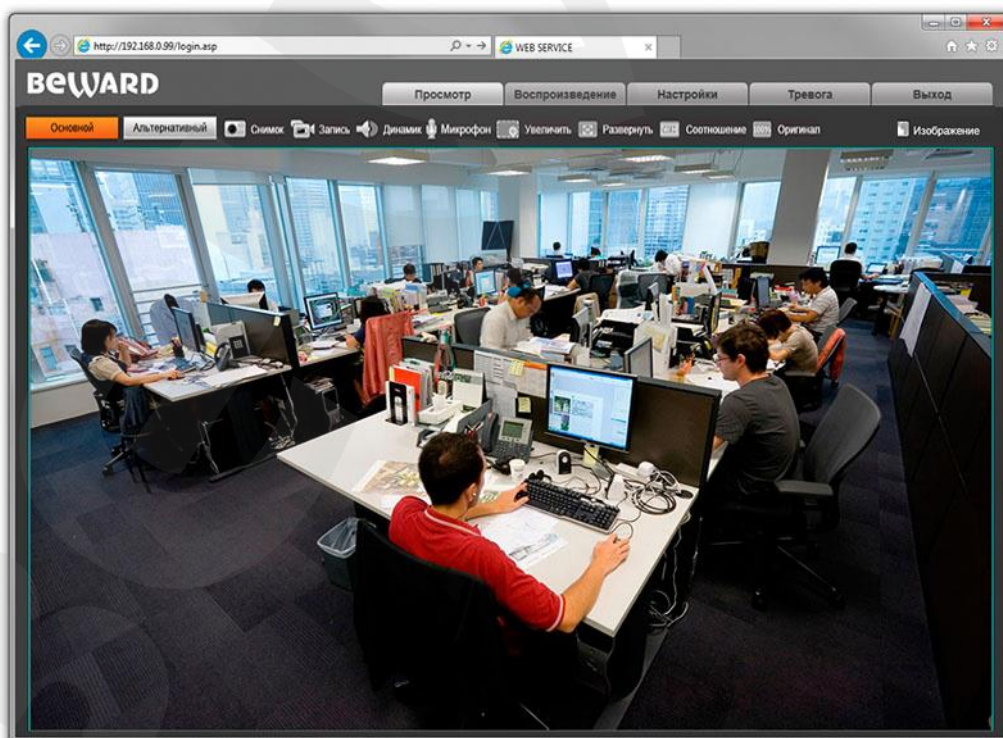 http://192.168.0.99/login.asp
WEB SERVICE
BEWARD
Просмотр
Воспроизведение
Настройки
Тревога
Выход
Основной
Альтернативный
Снимок
Запись
Динамик
Микрофон
Увеличить
Развернуть
Соотношение
100%
Оригинал
Изображение